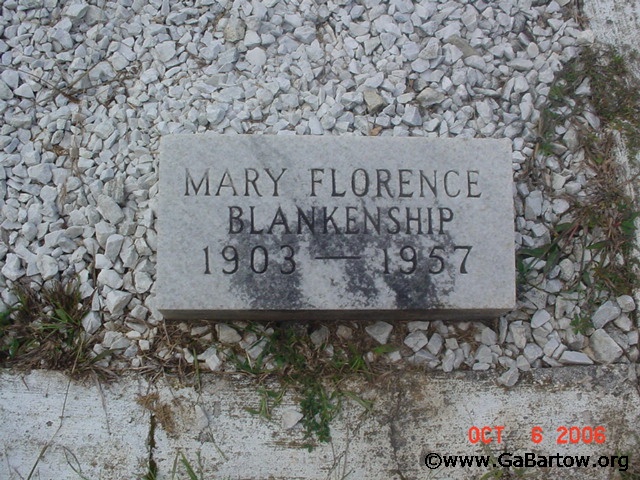 MARY FLORENCE
BLANKENSHIP
1903 — 1957
OCT 6 2006
©www.GaBartow.org